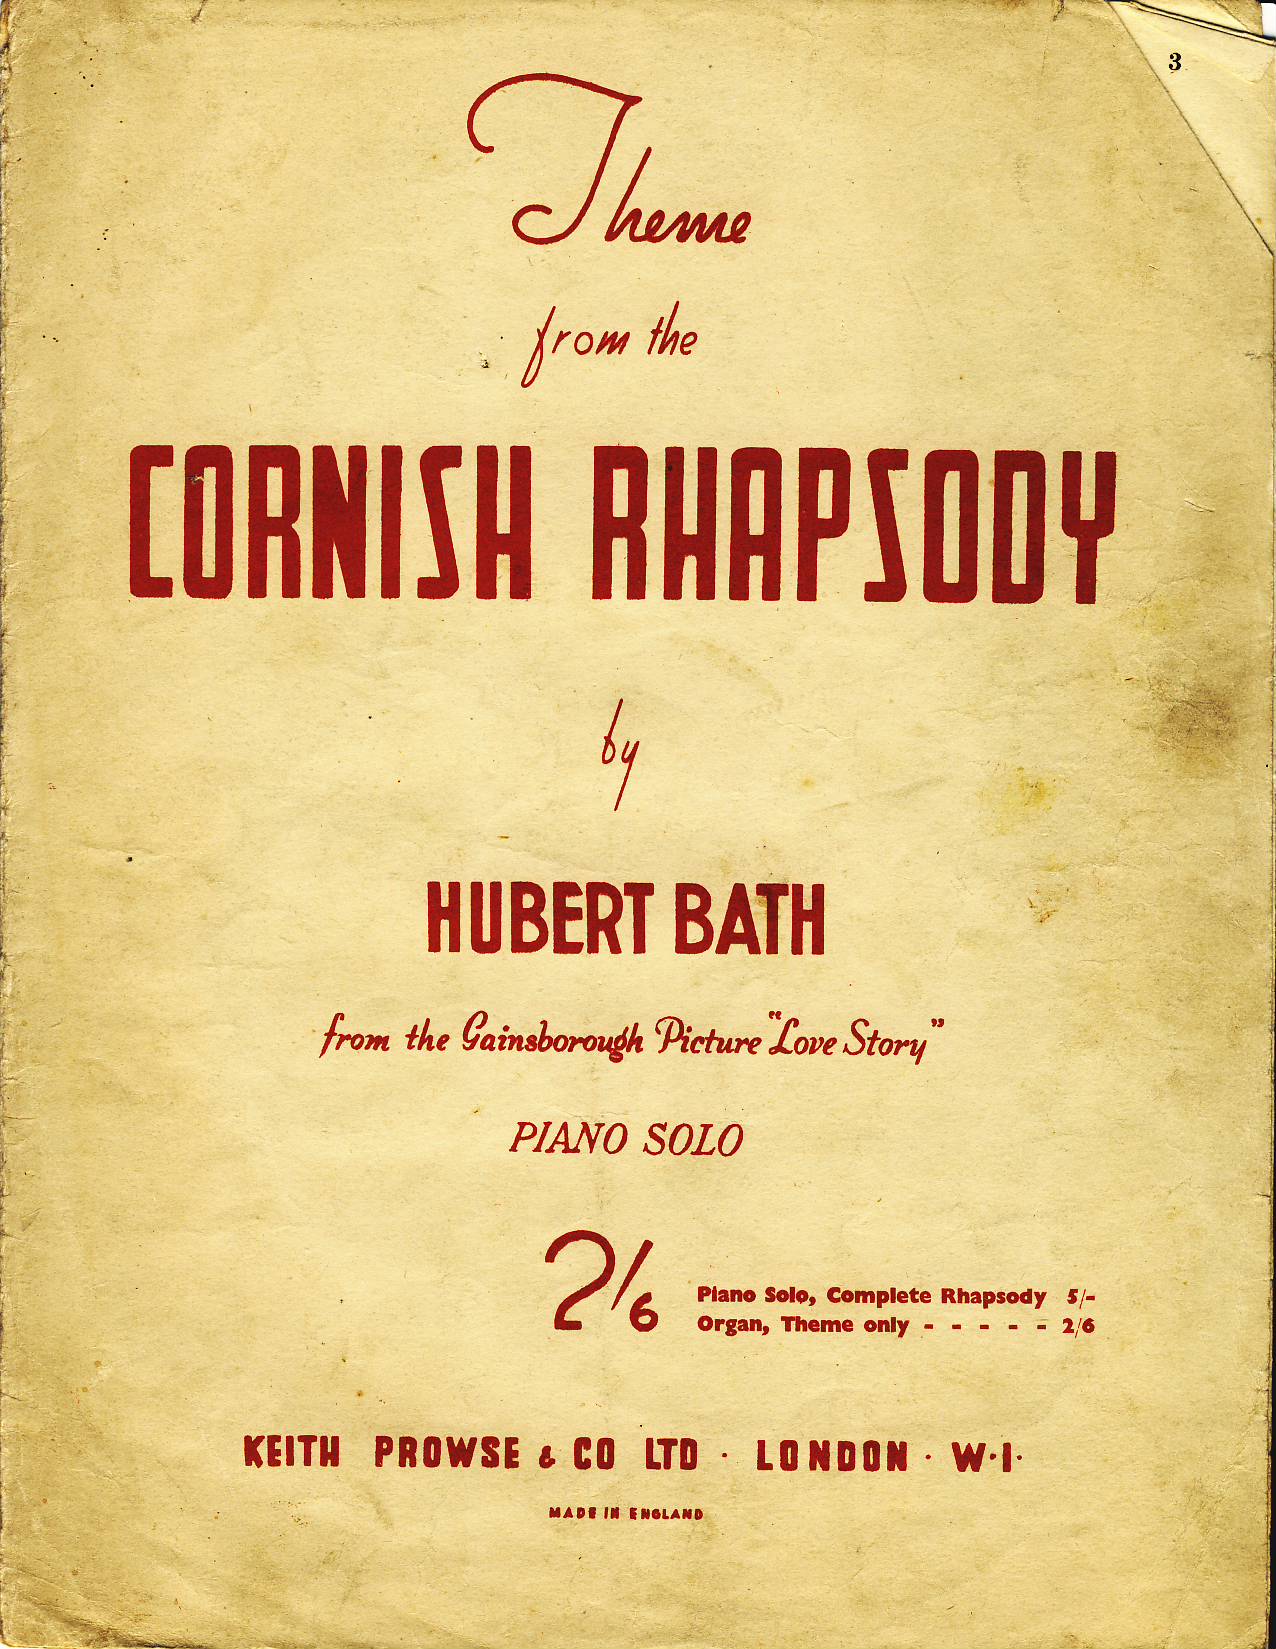 3
Theme
from the
CORNISH RHAPSODY
by
HUBERT BATH
from the Gainsborough Picture "Love Story"
PIANO SOLO
2/6
Piano Solo, Complete Rhapsody 5/-
Organ, Theme only - - - - - 2/6
KEITH PROWSE & CO LTD · LONDON · W·1·
MADE IN ENGLAND